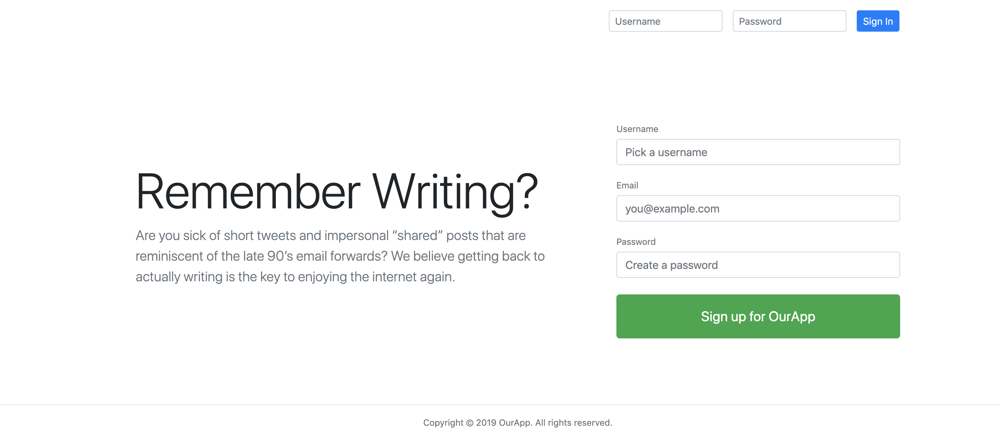 Username Password Sign In
Username
Pick a username
Email
you@example.com
Password
Create a password
Sign up for OurApp
Remember Writing?
Are you sick of short tweets and impersonal “shared” posts that are
reminiscent of the late 90’s email forwards? We believe getting back to
actually writing is the key to enjoying the internet again.
Copyright © 2019 OurApp. All rights reserved.